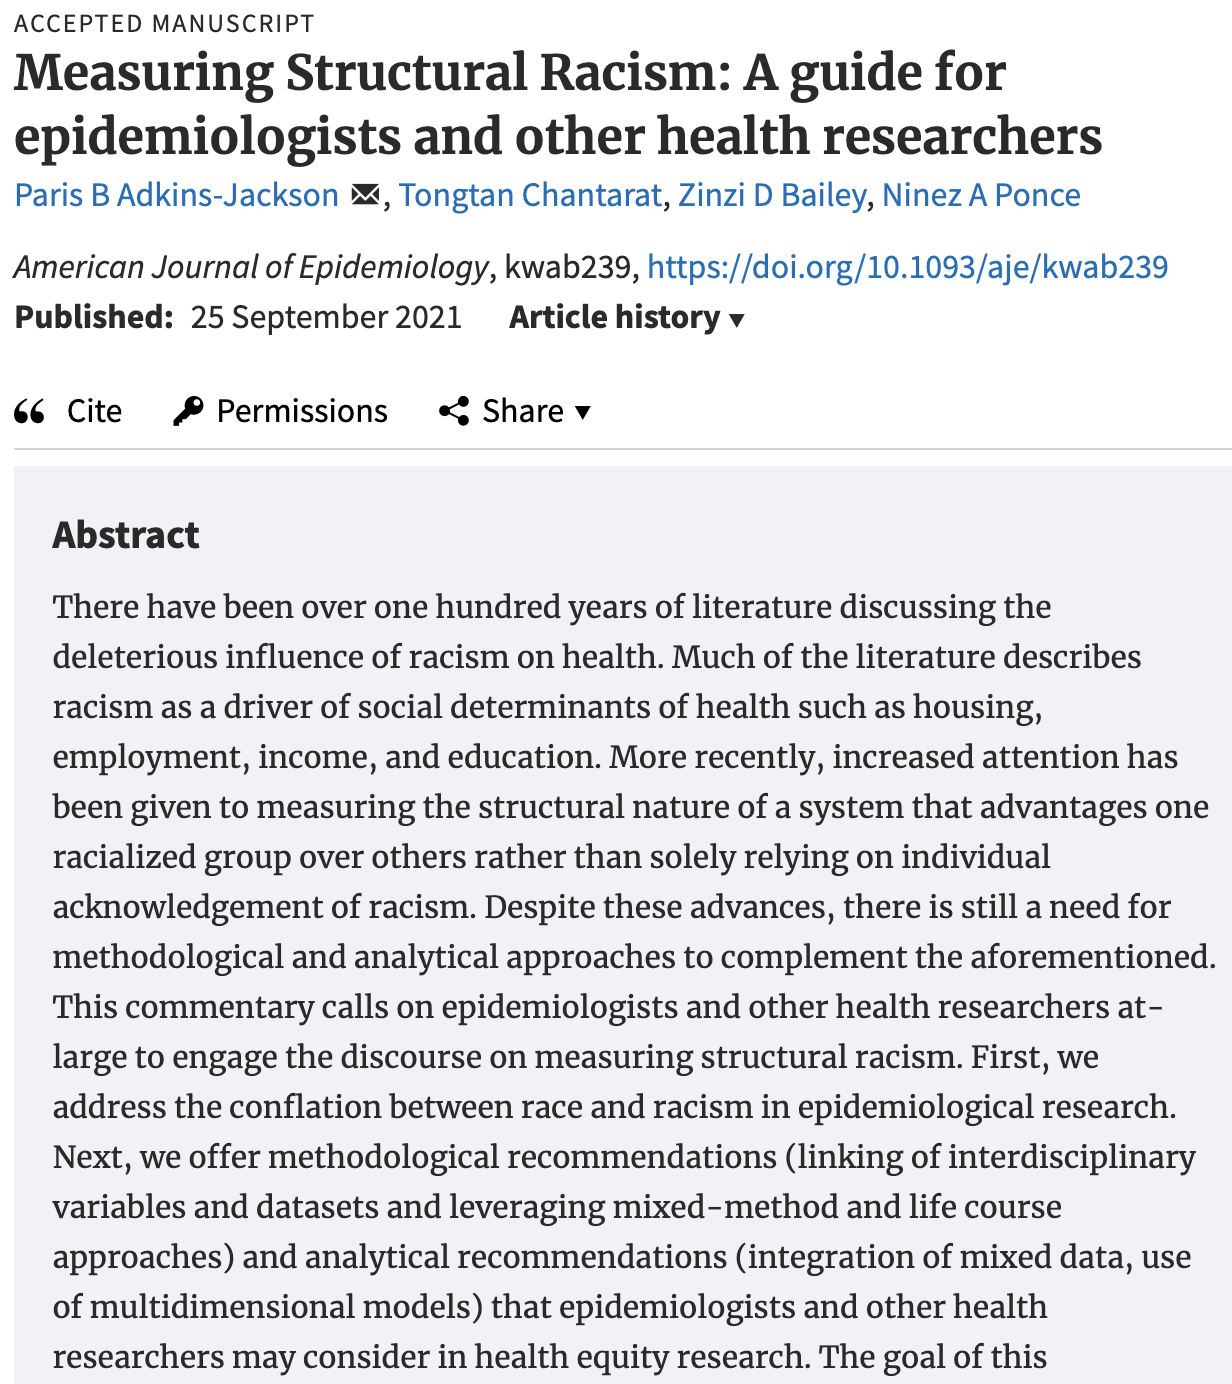 ACCEPTED MANUSCRIPT
Measuring Structural Racism: A guide for
epidemiologists and other health researchers
Paris B Adkins-Jackson, Tongtan Chantarat, Zinzi D Bailey, Ninez A Ponce
American Journal of Epidemiology, kwab239, https://doi.org/10.1093/aje/kwab239
Published: 25 September 2021 Article history
Cite Permissions Share
Abstract
There have been over one hundred years of literature discussing the
deleterious influence of racism on health. Much of the literature describes
racism as a driver of social determinants of health such as housing,
employment, income, and education. More recently, increased attention has
been given to measuring the structural nature of a system that advantages one
racialized group over others rather than solely relying on individual
acknowledgement of racism. Despite these advances, there is still a need for
methodological and analytical approaches to complement the aforementioned.
This commentary calls on epidemiologists and other health researchers at-
large to engage the discourse on measuring structural racism. First, we
address the conflation between race and racism in epidemiological research.
Next, we offer methodological recommendations (linking of interdisciplinary
variables and datasets and leveraging mixed-method and life course
approaches) and analytical recommendations (integration of mixed data, use
of multidimensional models) that epidemiologists and other health
researchers may consider in health equity research. The goal of this